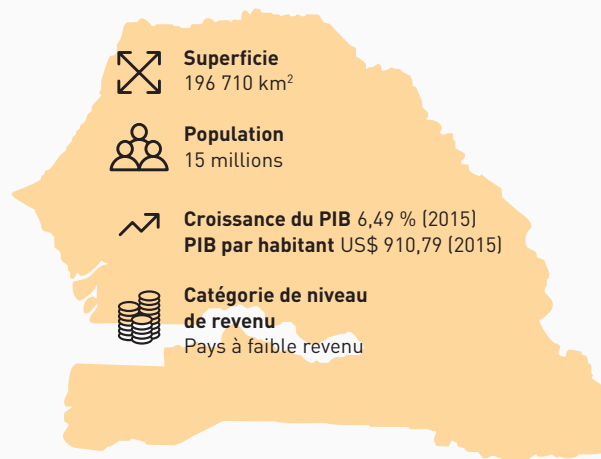 Superficie
196 710 km²
Population
15 millions
Croissance du PIB 6,49 % (2015)
PIB par habitant US$ 910,79 (2015)
Catégorie de niveau
de revenu
Pays à faible revenu